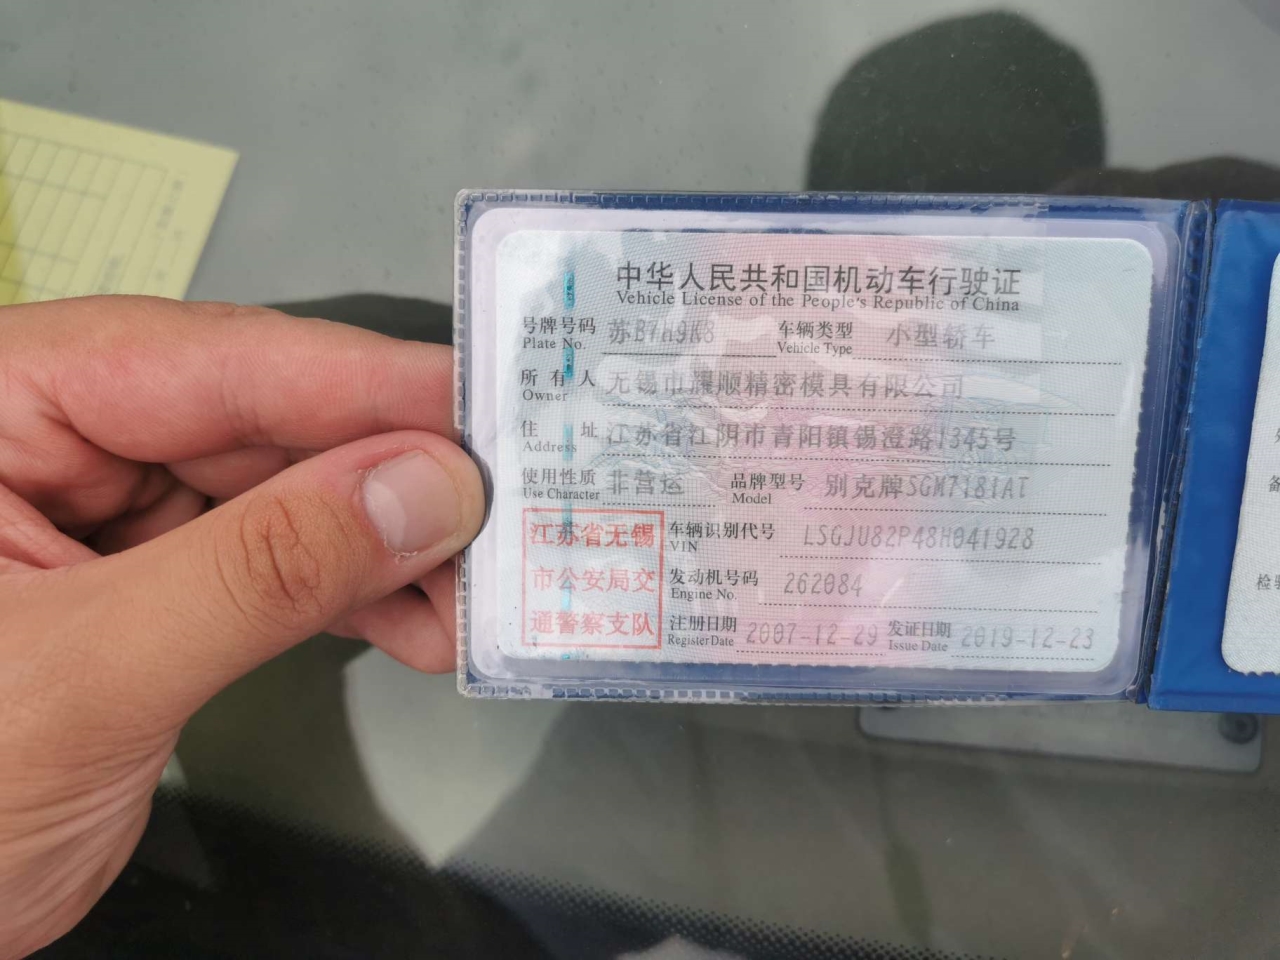 中华人民共和国机动车行驶证
Vehicle License of the People's Republic of China
号牌号码 苏B7H9K8 车辆类型 小型轿车
Plate No. Vehicle Type
所有人 无锡市 顺精密模具有限公司
Owner
住址 江苏省江阴市青阳镇锡澄路1345号
Address
使用性质 非营运 品牌型号 别克牌SGM7181AT
Use Character Model
江苏省无锡
市公安局交
通警察支队
车辆识别代号 LSGJU82P48H041928
VIN
发动机号码 262084
Engine No.
注册日期 2007-12-29 发证日期 2019-12-23
Register Date Issue Date
备
检验